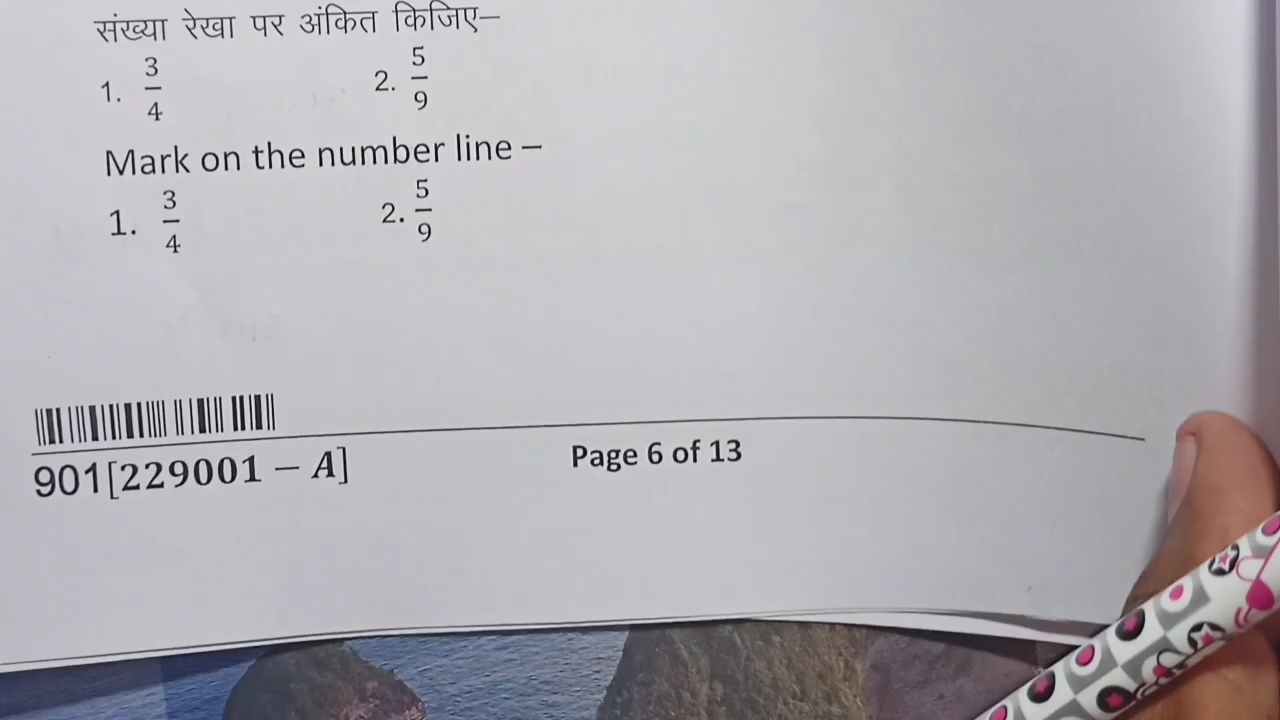 संख्या रेखा पर अंकित किजिए–
1. 3/4 2. 5/9
Mark on the number line –
1. 3/4 2. 5/9
901[229001 – A] Page 6 of 13